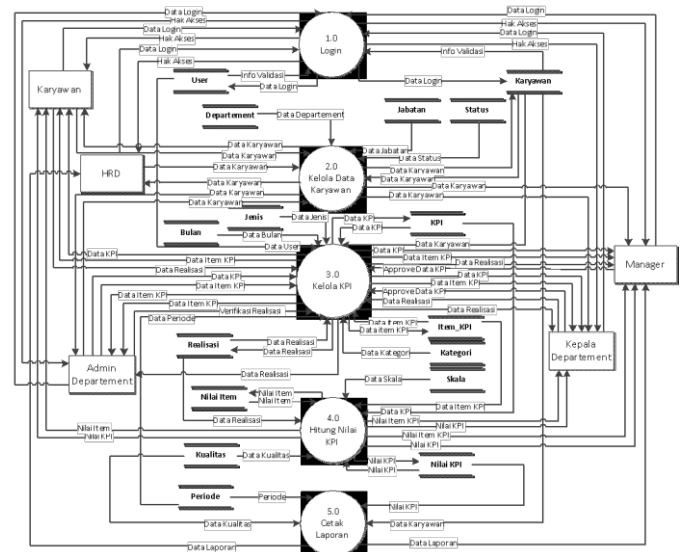 Data Login
Hak Akses
Data Login
Hak Akses
Data Login
Hak Akses
1.0
Login
Data Login
Hak Akses
Data Login
Hak Akses
Info Validasi
User
Info Validasi
Data Login
Data Login
Karyawan
Karyawan
Departement
Data Departement
Jabatan
Status
Data Karyawan
Data Karyawan
HRD
Data Karyawan
Data Karyawan
Data Karyawan
Data Karyawan
2.0
Kelola Data
Karyawan
Data Jabatan
Data Status
Data Karyawan
Data Karyawan
Data Karyawan
Data Karyawan
Jenis
Data Jenis
Bulan
Data Bulan
Data User
Data KPI
Data KPI
KPI
Data Karyawan
Data KPI
Data Item KPI
Data Realisasi
Data KPI
Data Item KPI
Data Item KPI
Data Item KPI
Verifikasi Realisasi
Data Periode
3.0
Kelola KPI
Data KPI
Data Item KPI
Data Realisasi
Approve Data KPI
Data KPI
Data Item KPI
Approve Data KPI
Data Realisasi
Data Realisasi
Manager
Data Item KPI
Data Item KPI
Item_KPI
Realisasi
Data Realisasi
Data Realisasi
Data Kategori
Kategori
Kepala
Departement
Admin
Departement
Data Realisasi
Data Skala
Skala
Nilai Item
Nilai Item
Nilai Item
Data Realisasi
4.0
Hitung Nilai
KPI
Data Item KPI
Data KPI
Nilai Item KPI
Nilai KPI
Nilai Item KPI
Nilai KPI
Nilai Item KPI
Nilai KPI
Kualitas
Data Kualitas
Nilai KPI
Nilai KPI
Nilai KPI
Periode
Periode
Nilai KPI
5.0
Cetak
Laporan
Data Kualitas
Data Karyawan
Data Laporan
Data Laporan